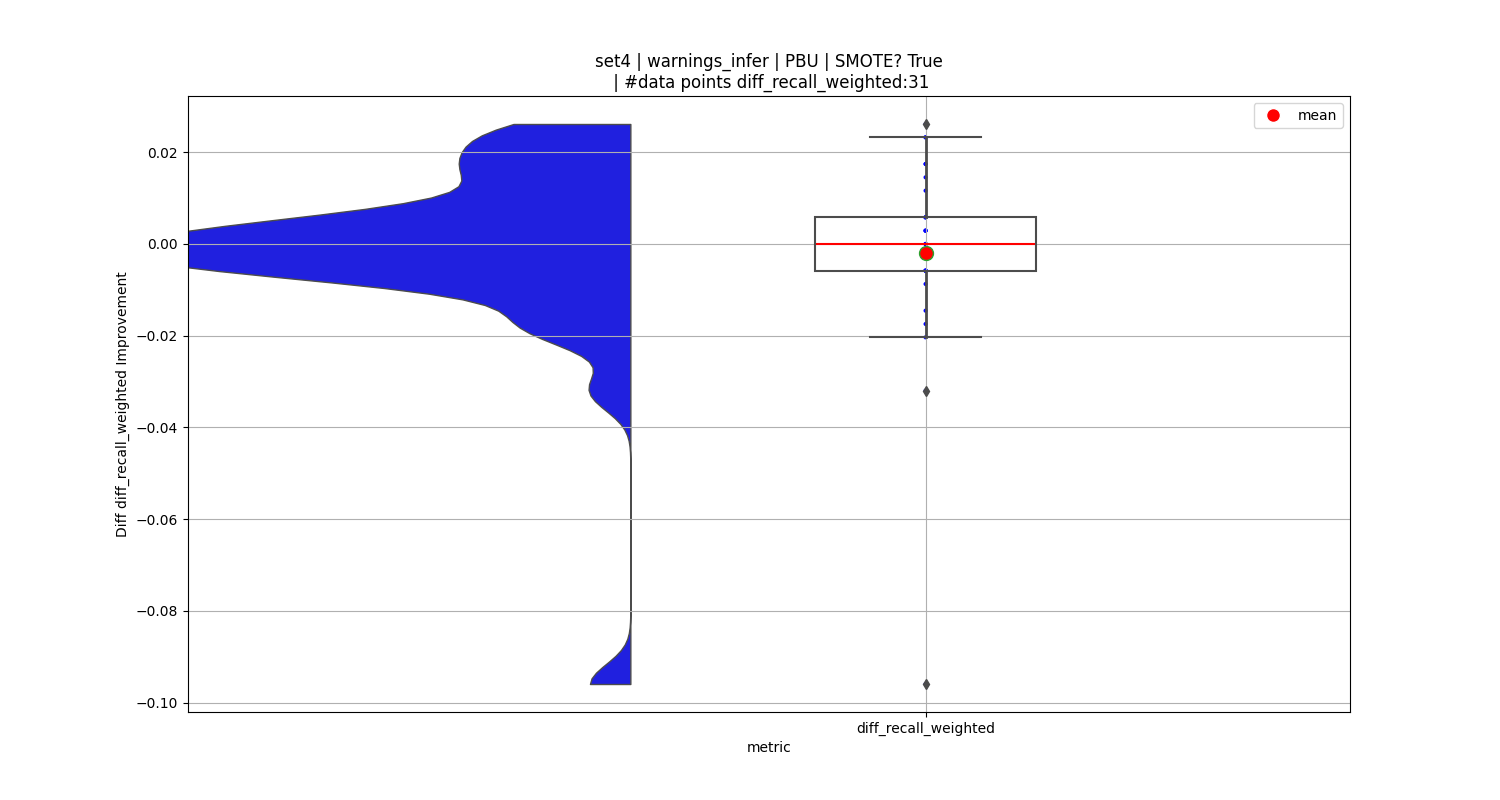 set4 | warnings_infer | PBU | SMOTE? True
| #data points diff_recall_weighted:31
mean
0.02
0.00
−0.02
−0.04
−0.06
−0.08
−0.10
Diff diff_recall_weighted Improvement
diff_recall_weighted
metric